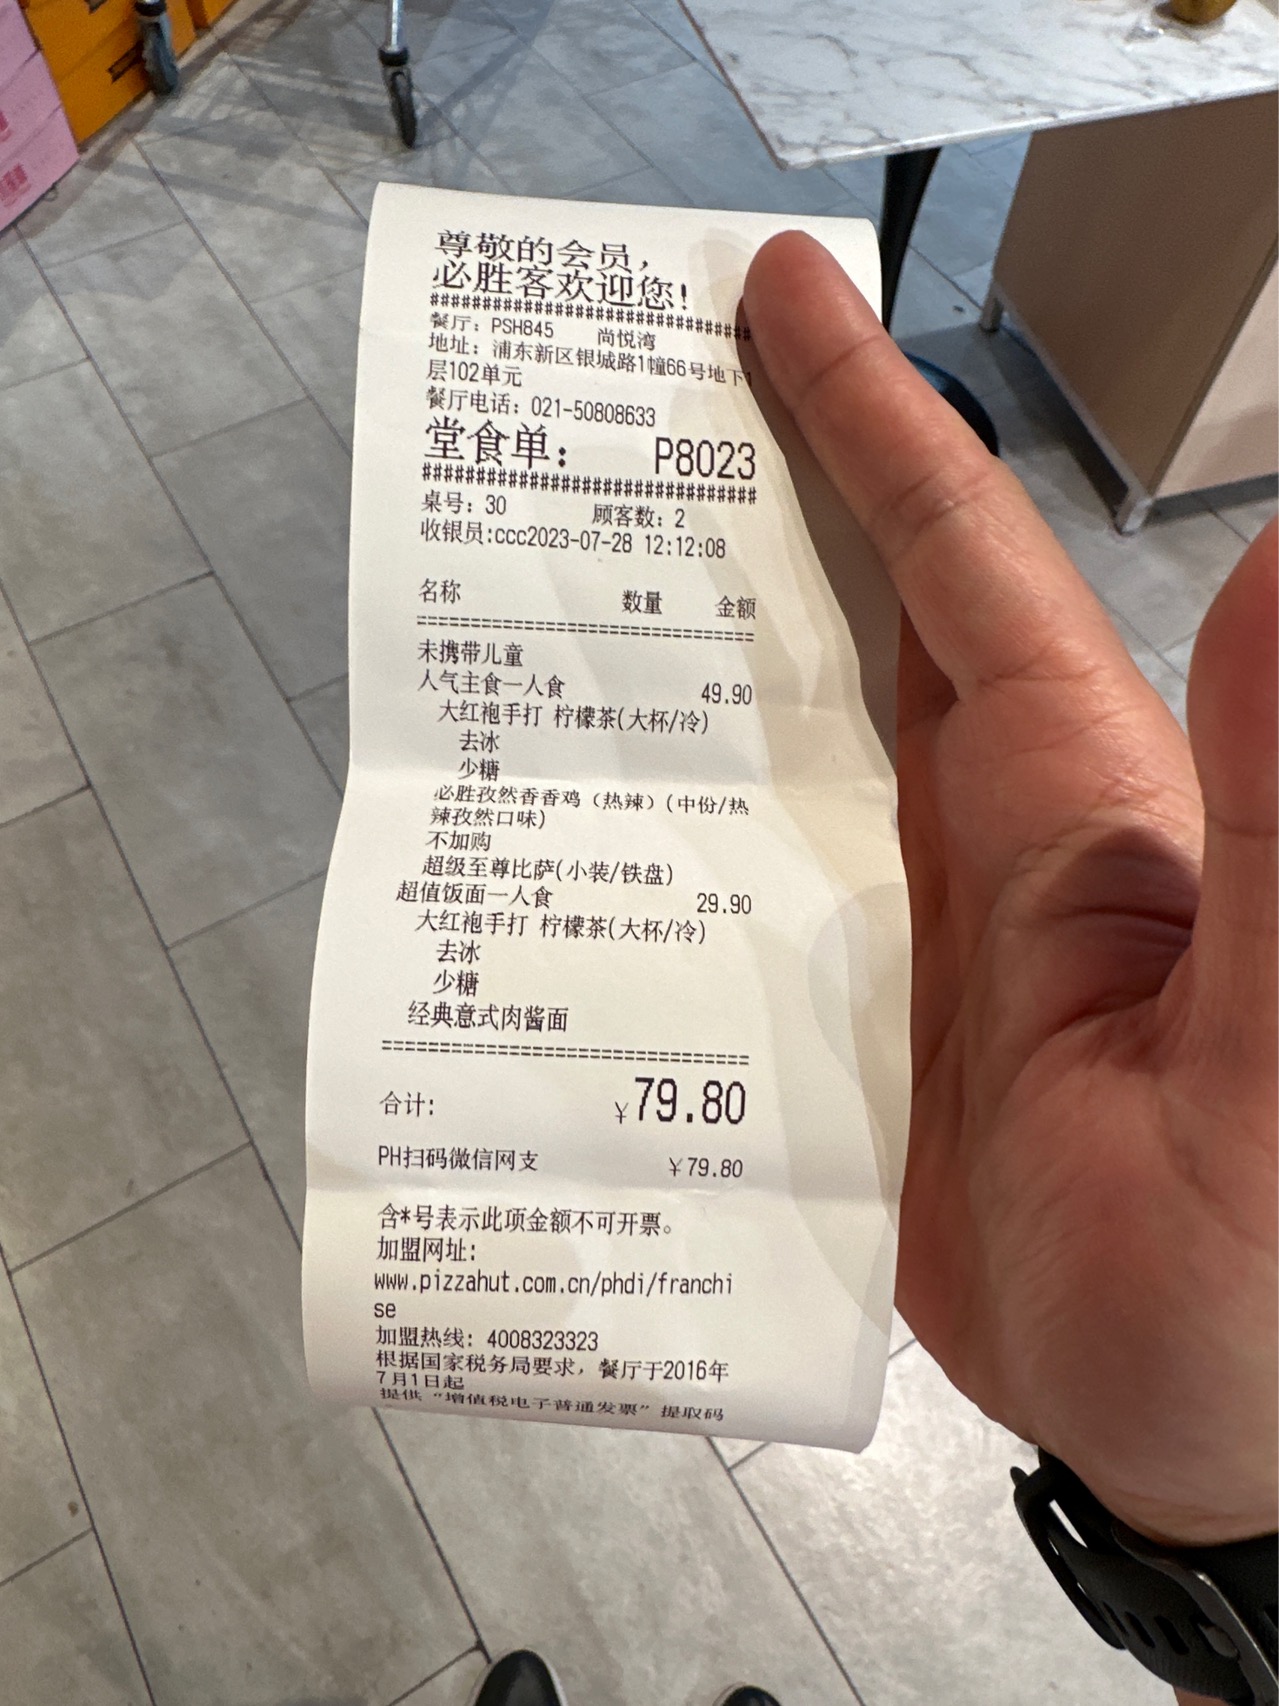 尊敬的会员，
必胜客欢迎您!
################################
餐厅：PSH845 尚悦湾
地址：浦东新区银城路1幢66号地下1
层102单元
餐厅电话：021-50808633
堂食单： P8023
################################
桌号：30 顾客数：2
收银员:ccc2023-07-28 12:12:08
名称 数量 金额
================================
未携带儿童
人气主食一人食 49.90
大红袍手打 柠檬茶(大杯/冷)
去冰
少糖
必胜孜然香香鸡（热辣）(中份/热
辣孜然口味)
不加购
超级至尊比萨(小装/铁盘)
超值饭面一人食 29.90
大红袍手打 柠檬茶(大杯/冷)
去冰
少糖
经典意式肉酱面
================================
合计: ￥79.80
PH扫码微信网支 ￥79.80
含*号表示此项金额不可开票。
加盟网址:
www.pizzahut.com.cn/phdi/franchi
se
加盟热线: 4008323323
根据国家税务局要求，餐厅于2016年
7月1日起
提供“增值税电子普通发票”提取码